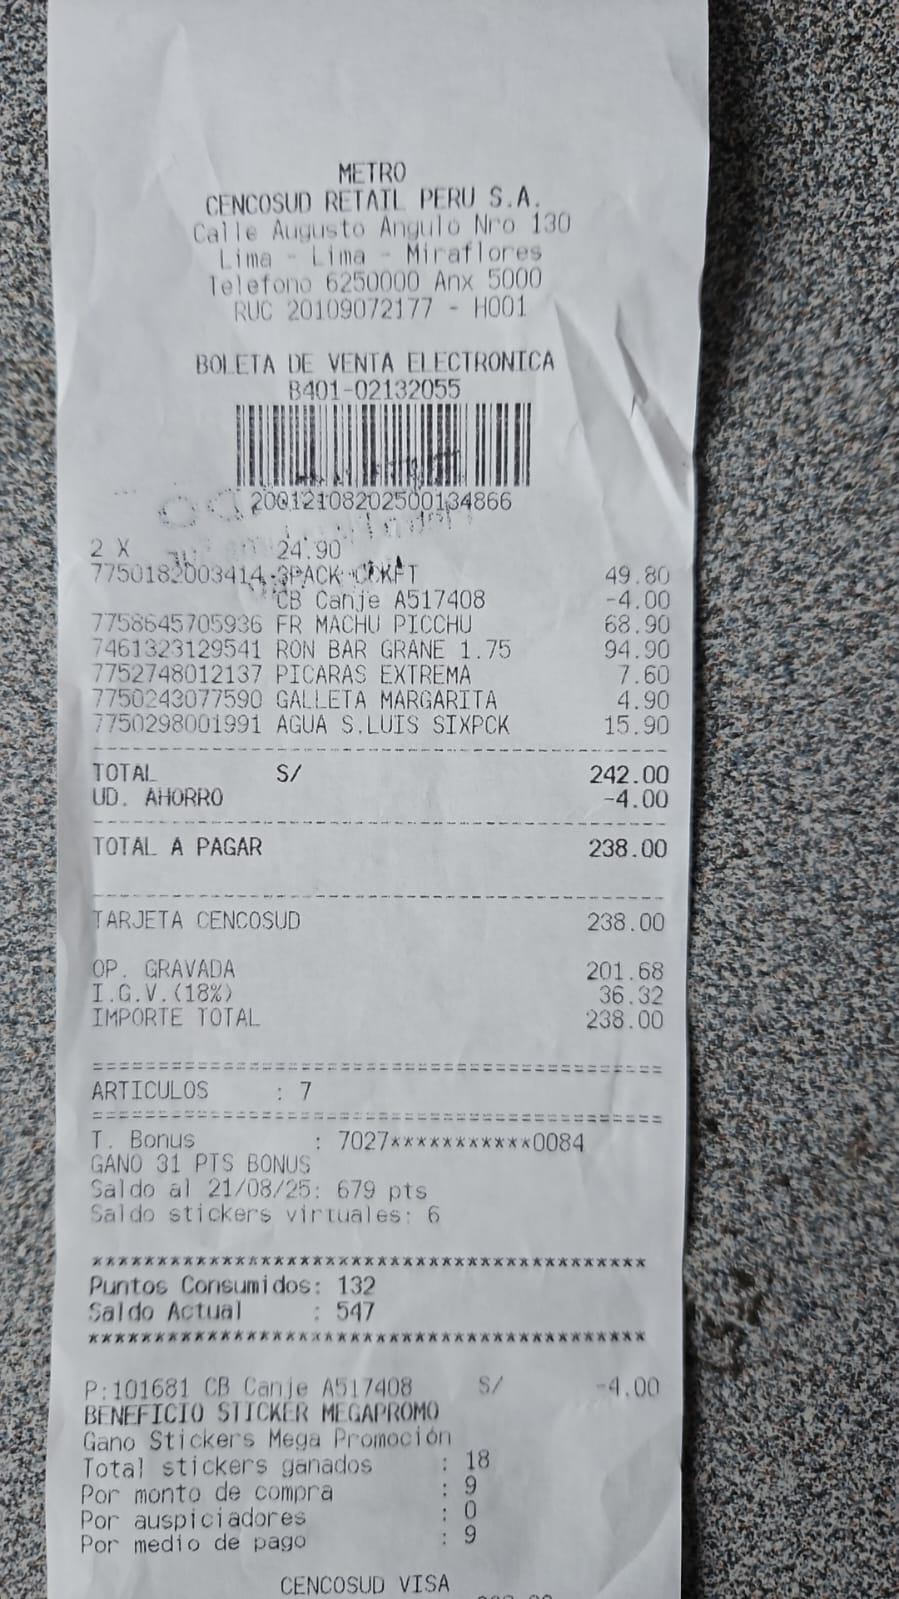 METRO
CENCOSUD RETAIL PERU S.A.
Calle Augusto Angulo Nro 130
Lima - Lima - Miraflores
Telefono 6250000 Anx 5000
RUC 20109072177 - H001
BOLETA DE VENTA ELECTRONICA
B401-02132055
20012108202500134866
2 X 24.90
7750182003414 3PACK 49.80
CB Canje A517408 -4.00
7758645705936 FR MACHU PICCHU 68.90
7461323129541 RON BAR GRANE 1.75 94.90
7752748012137 PICARAS EXTREMA 7.60
7750243077590 GALLETA MARGARITA 4.90
7750298001991 AGUA S.LUIS SIXPCK 15.90
TOTAL S/ 242.00
UD. AHORRO -4.00
TOTAL A PAGAR 238.00
TARJETA CENCOSUD 238.00
OP. GRAVADA 201.68
I.G.V.(18%) 36.32
IMPORTE TOTAL 238.00
ARTICULOS : 7
T. Bonus : 7027***********0084
GANO 31 PTS BONUS
Saldo al 21/08/25: 679 pts
Saldo stickers virtuales: 6
Puntos Consumidos: 132
Saldo Actual : 547
P:101681 CB Canje A517408 S/ -4.00
BENEFICIO STICKER MEGAPROMO
Gano Stickers Mega Promoción
Total stickers ganados : 18
Por monto de compra : 9
Por auspiciadores : 0
Por medio de pago : 9
CENCOSUD VISA